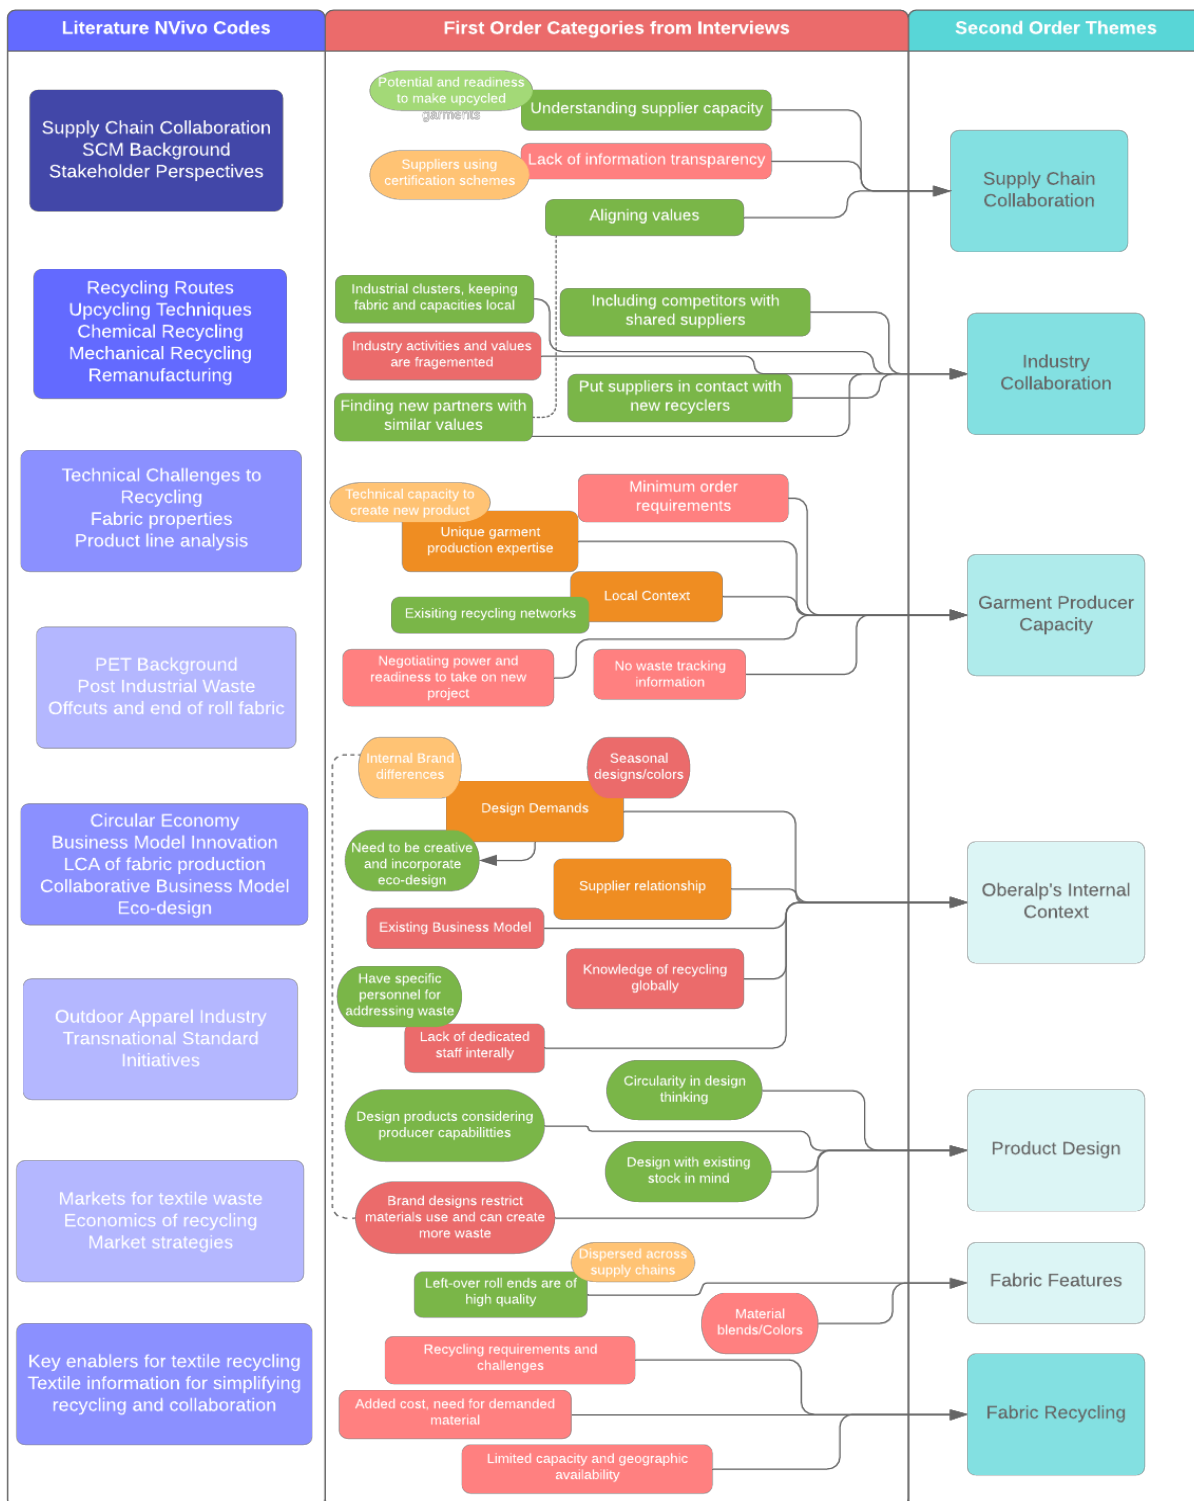 Literature NVivo Codes
First Order Categories from Interviews
Second Order Themes
Supply Chain Collaboration
SCM Background
Stakeholder Perspectives
Recycling Routes
Upcycling Techniques
Chemical Recycling
Mechanical Recycling
Remanufacturing
Technical Challenges to
Recycling
Fabric properties
Product line analysis
PET Background
Post Industrial Waste
Offcuts and end of roll fabric
Circular Economy
Business Model Innovation
LCA of fabric production
Collaborative Business Model
Eco-design
Outdoor Apparel Industry
Transnational Standard
Initiatives
Markets for textile waste
Economics of recycling
Market strategies
Key enablers for textile recycling
Textile information for simplifying
recycling and collaboration
Potential and readiness
to make upcycled
garments
Understanding supplier capacity
Suppliers using
certification schemes
Lack of information transparency
Aligning values
Industrial clusters, keeping
fabric and capacities local
Including competitors with
shared suppliers
Industry activities and values
are fragemented
Put suppliers in contact with
new recyclers
Finding new partners with
similar values
Technical capacity to
create new product
Minimum order
requirements
Unique garment
production expertise
Local Context
Exisiting recycling networks
Negotiating power and
readiness to take on new
project
No waste tracking
information
Internal Brand
differences
Seasonal
designs/colors
Design Demands
Need to be creative
and incorporate
eco-design
Supplier relationship
Existing Business Model
Knowledge of recycling
globally
Have specific
personnel for
addressing waste
Lack of dedicated
staff interally
Circularity in design
thinking
Design products considering
producer capabilitties
Design with existing
stock in mind
Brand designs restrict
materials use and can create
more waste
Dispersed across
supply chains
Left-over roll ends are of
high quality
Material
blends/Colors
Recycling requirements and
challenges
Added cost, need for demanded
material
Limited capacity and geographic
availability
Supply Chain
Collaboration
Industry
Collaboration
Garment Producer
Capacity
Oberalp's Internal
Context
Product Design
Fabric Features
Fabric Recycling